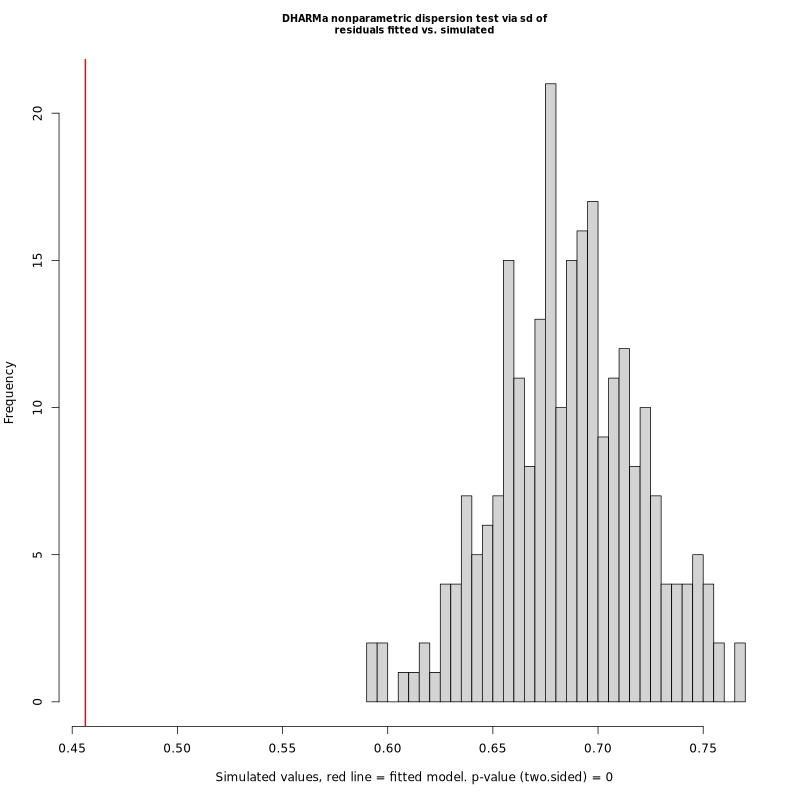 DHARMa nonparametric dispersion test via sd of
residuals fitted vs. simulated
Frequency
20
15
10
5
0
0.45 0.50 0.55 0.60 0.65 0.70 0.75
Simulated values, red line = fitted model. p-value (two.sided) = 0